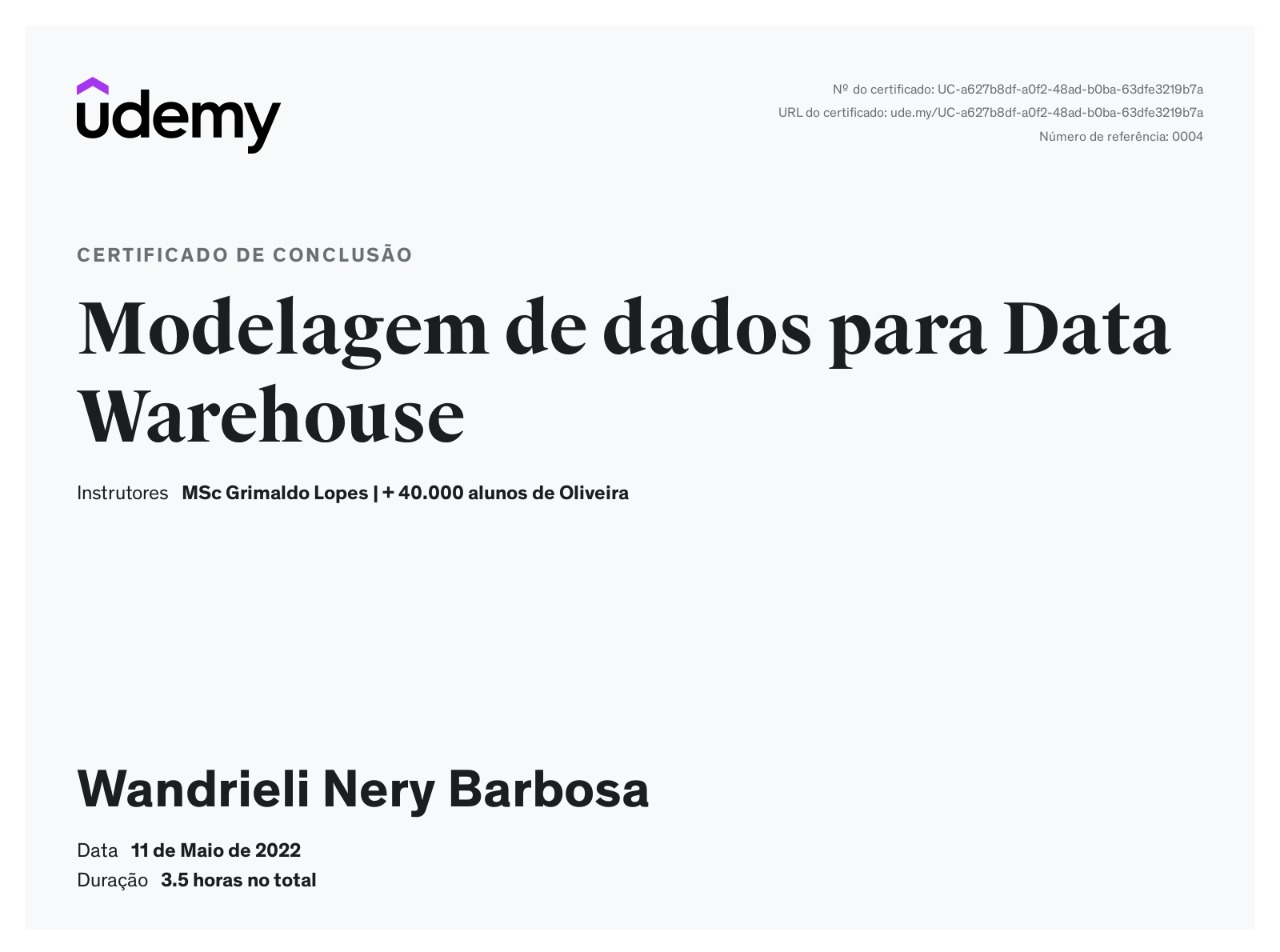 udemy
Nº do certificado: UC-a627b8df-a0f2-48ad-b0ba-63dfe3219b7a
URL do certificado: ude.my/UC-a627b8df-a0f2-48ad-b0ba-63dfe3219b7a
Número de referência: 0004
CERTIFICADO DE CONCLUSÃO
Modelagem de dados para Data
Warehouse
Instrutores MSc Grimaldo Lopes | + 40.000 alunos de Oliveira
Wandrieli Nery Barbosa
Data 11 de Maio de 2022
Duração 3.5 horas no total